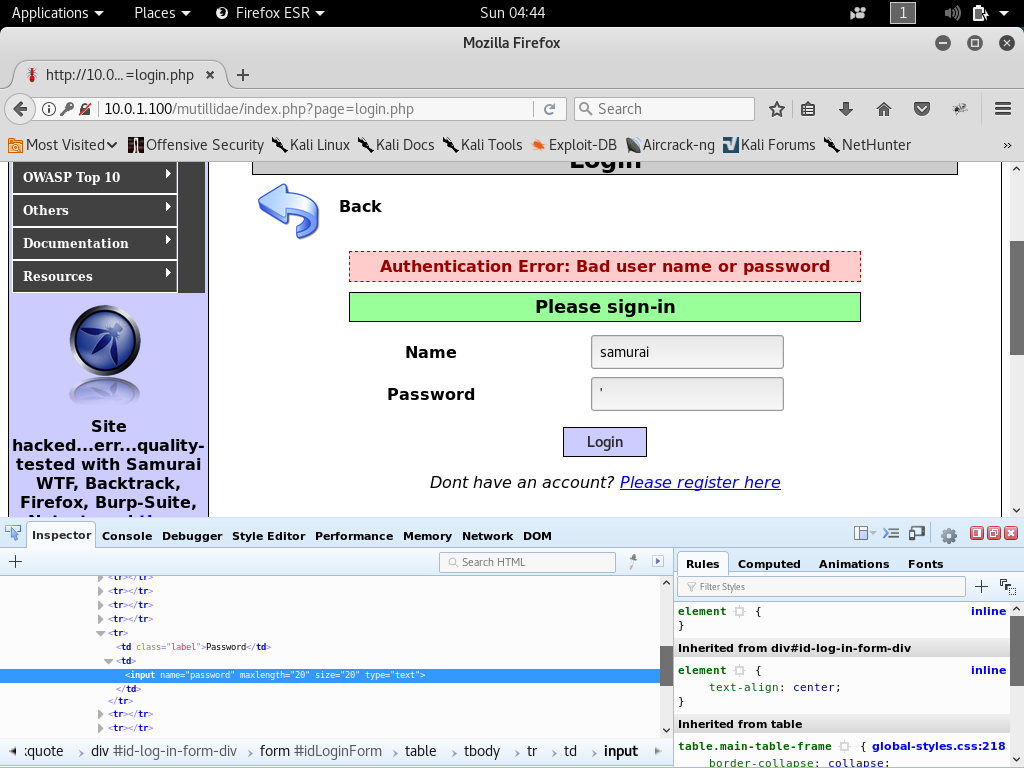 Applications Places Firefox ESR Sun 04:44 1
Mozilla Firefox
http://10.0...=login.php
10.0.1.100/mutillidae/index.php?page=login.php Search
Most Visited Offensive Security Kali Linux Kali Docs Kali Tools Exploit-DB Aircrack-ng Kali Forums NetHunter »
Login
OWASP Top 10
Others
Documentation
Resources
Back
Authentication Error: Bad user name or password
Please sign-in
Name samurai
Password '
Login
Dont have an account? Please register here
Site
hacked...err...quality-
tested with Samurai
WTF, Backtrack,
Firefox, Burp-Suite,
Inspector Console Debugger Style Editor Performance Memory Network DOM
Search HTML
<tr></tr>
<tr></tr>
<tr></tr>
<tr></tr>
<tr>
<td class="label">Password</td>
<td>
<input name="password" maxlength="20" size="20" type="text">
</td>
</tr>
<tr></tr>
<tr></tr>
:kquote div #id-log-in-form-div form #idLoginForm table tbody tr td input
Rules Computed Animations Fonts
Filter Styles
element { inline
}
Inherited from div#id-log-in-form-div
element { inline
text-align: center;
}
Inherited from table
table.main-table-frame { global-styles.css:218
border-collapse: collapse;